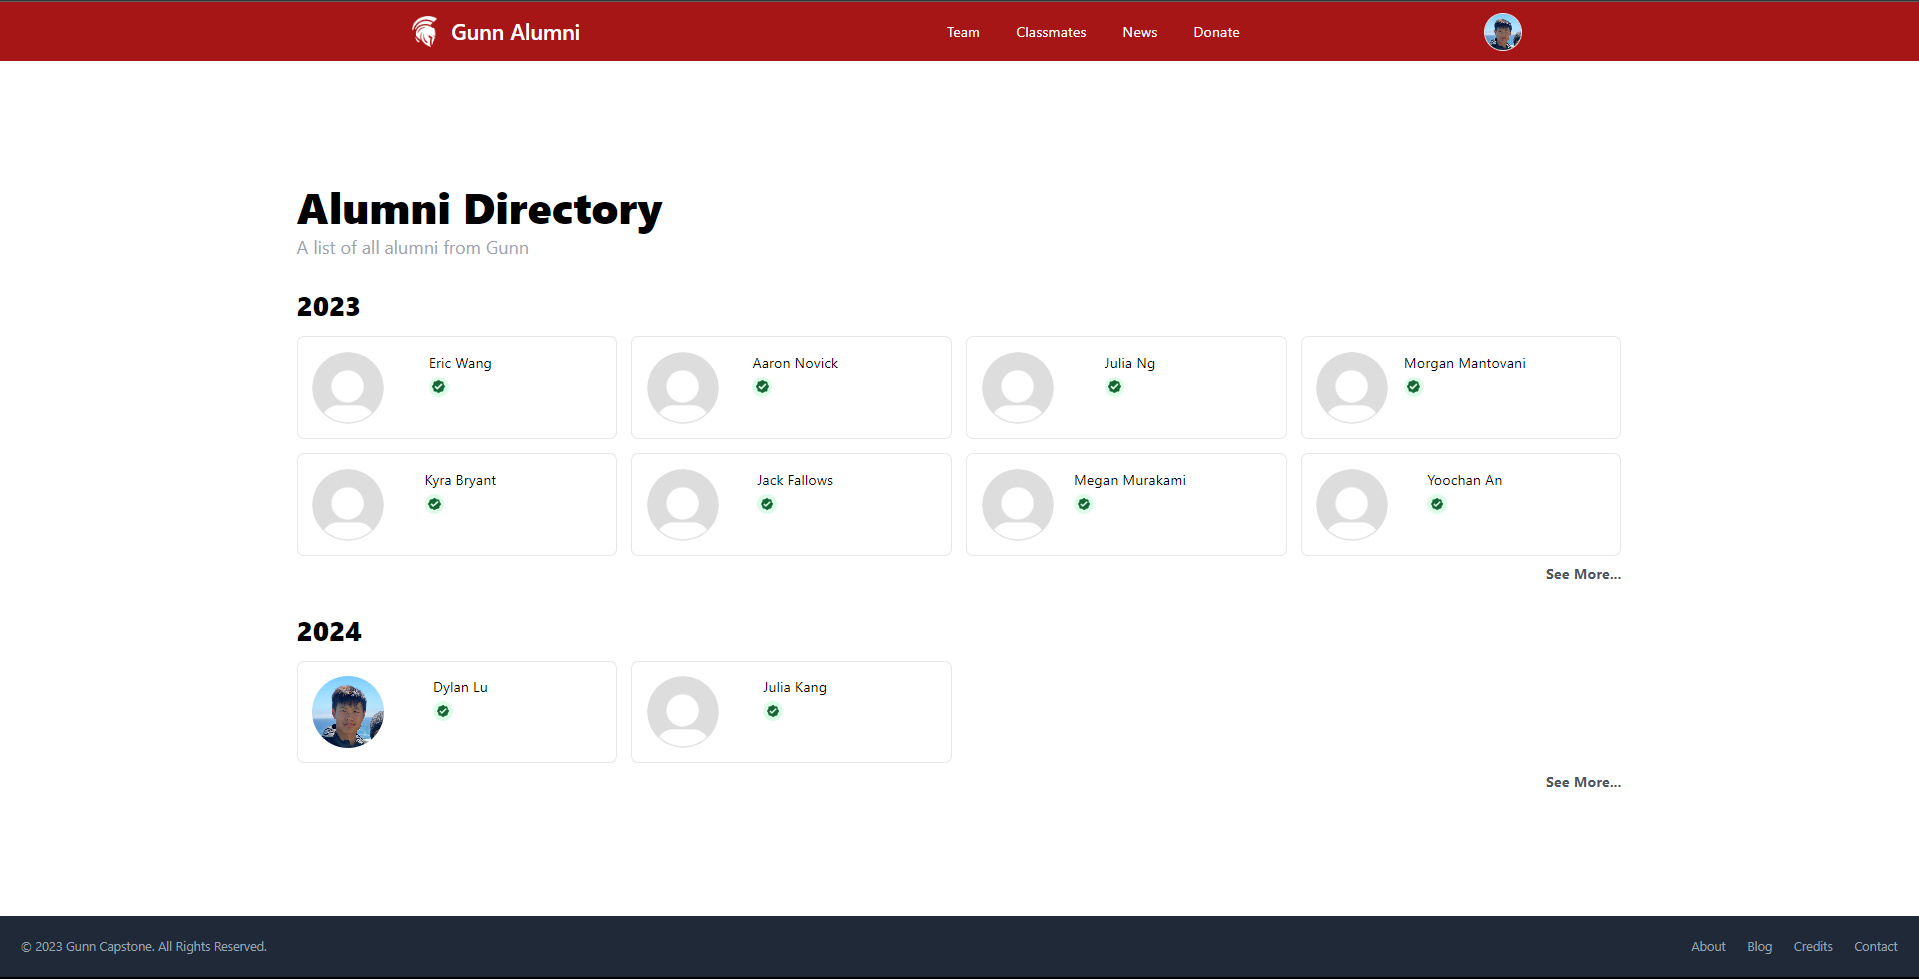 Gunn Alumni
Team Classmates News Donate
Alumni Directory
A list of all alumni from Gunn
2023
Eric Wang
Aaron Novick
Julia Ng
Morgan Mantovani
Kyra Bryant
Jack Fallows
Megan Murakami
Yoochan An
See More...
2024
Dylan Lu
Julia Kang
See More...
© 2023 Gunn Capstone. All Rights Reserved.
About Blog Credits Contact